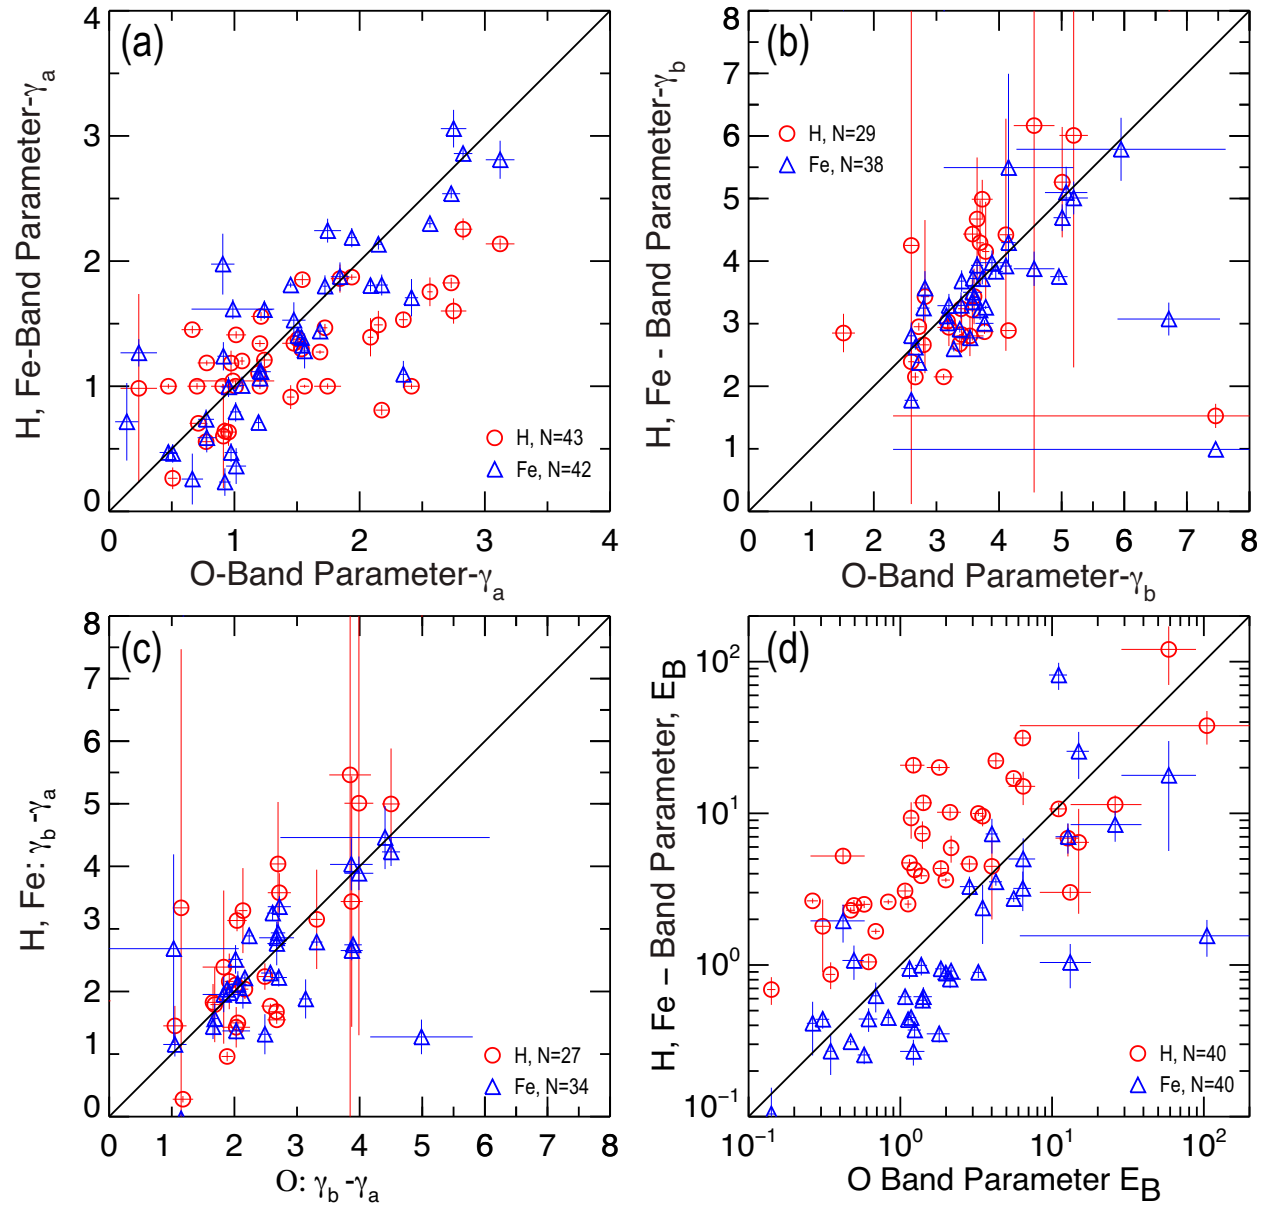 (a)
H, Fe-Band Parameter-γa
4
3
2
1
0
H, N=43
Fe, N=42
0 1 2 3 4
O-Band Parameter-γa
(b)
H, Fe - Band Parameter-γb
8
7
6
5
4
3
2
1
0
H, N=29
Fe, N=38
0 2 3 4 5 6 7 8
O-Band Parameter-γb
(c)
H, Fe: γb -γa
8
7
6
5
4
3
2
1
0
H, N=27
Fe, N=34
0 1 2 3 4 5 6 7 8
O: γb -γa
(d)
H, Fe – Band Parameter, EB
10²
10¹
10⁰
10⁻¹
H, N=40
Fe, N=40
10⁻¹ 10⁰ 10¹ 10²
O Band Parameter EB